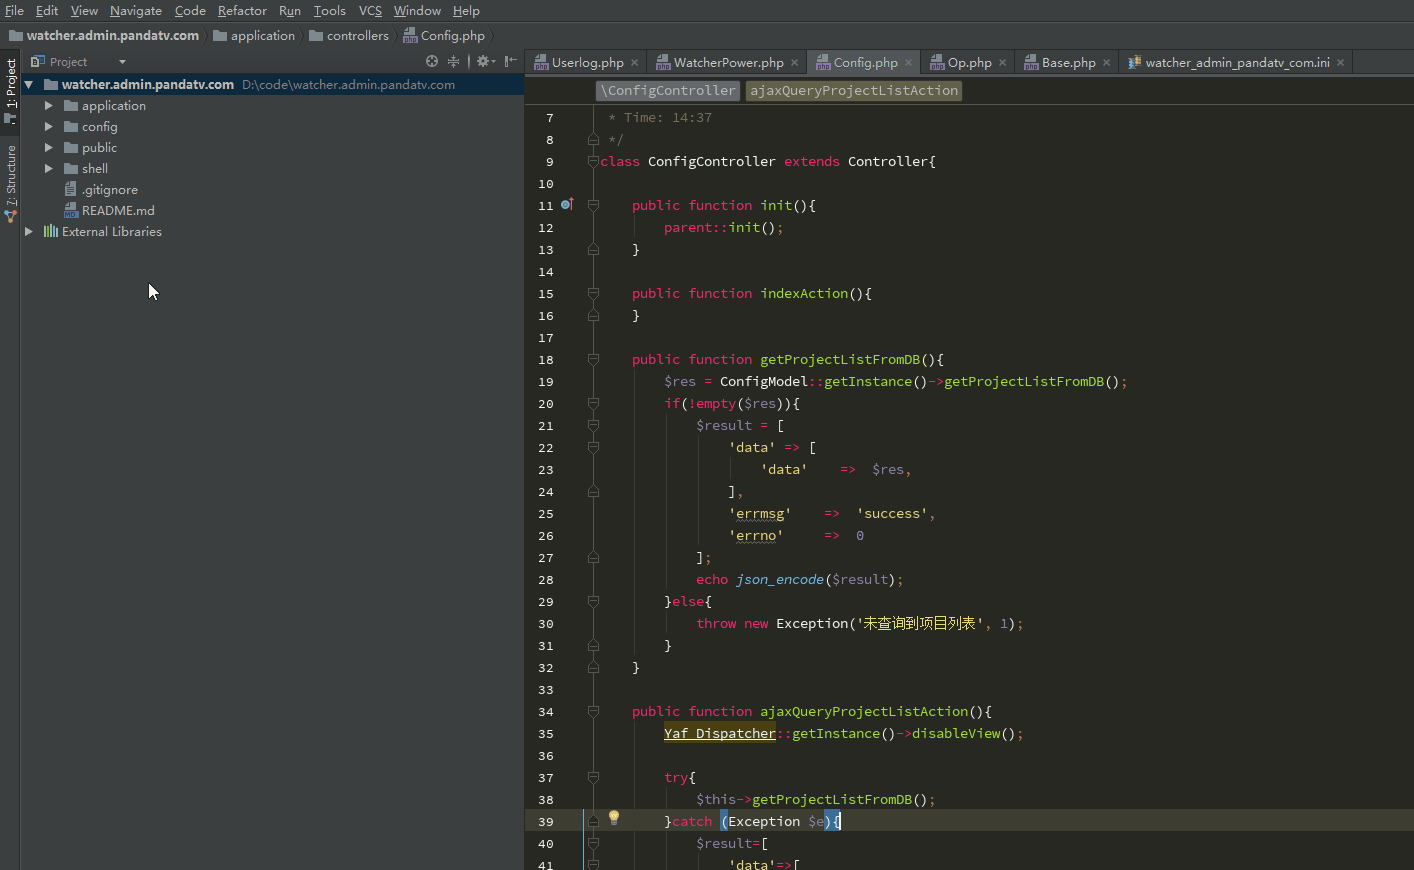 File Edit View Navigate Code Refactor Run Tools VCS Window Help
watcher.admin.pandatv.com application controllers Config.php
1: Project
7: Structure
Project
watcher.admin.pandatv.com D:\code\watcher.admin.pandatv.com
application
config
public
shell
.gitignore
README.md
External Libraries
Userlog.php WatcherPower.php Config.php Op.php Base.php watcher_admin_pandatv_com.ini
\ConfigController ajaxQueryProjectListAction
7 * Time: 14:37
8 */
9 class ConfigController extends Controller{
10
11 public function init(){
12 parent::init();
13 }
14
15 public function indexAction(){
16 }
17
18 public function getProjectListFromDB(){
19 $res = ConfigModel::getInstance()->getProjectListFromDB();
20 if(!empty($res)){
21 $result = [
22 'data' => [
23 'data' => $res,
24 ],
25 'errmsg' => 'success',
26 'errno' => 0
27 ];
28 echo json_encode($result);
29 }else{
30 throw new Exception('未查询到项目列表', 1);
31 }
32 }
33
34 public function ajaxQueryProjectListAction(){
35 Yaf_Dispatcher::getInstance()->disableView();
36
37 try{
38 $this->getProjectListFromDB();
39 }catch (Exception $e){
40 $result=[
41 'data'=>[